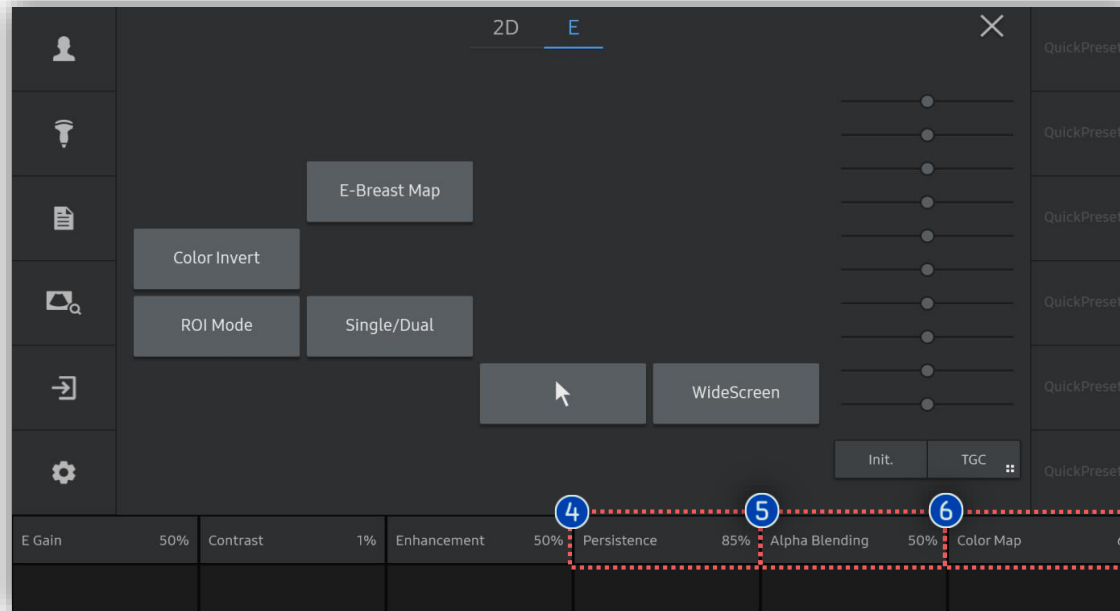 2D E
QuickPreset
QuickPreset
E-Breast Map
QuickPreset
Color Invert
ROI Mode Single/Dual
QuickPreset
WideScreen
QuickPreset
Init. TGC
QuickPreset
4 5 6
E Gain 50% Contrast 1% Enhancement 50% Persistence 85% Alpha Blending 50% Color Map